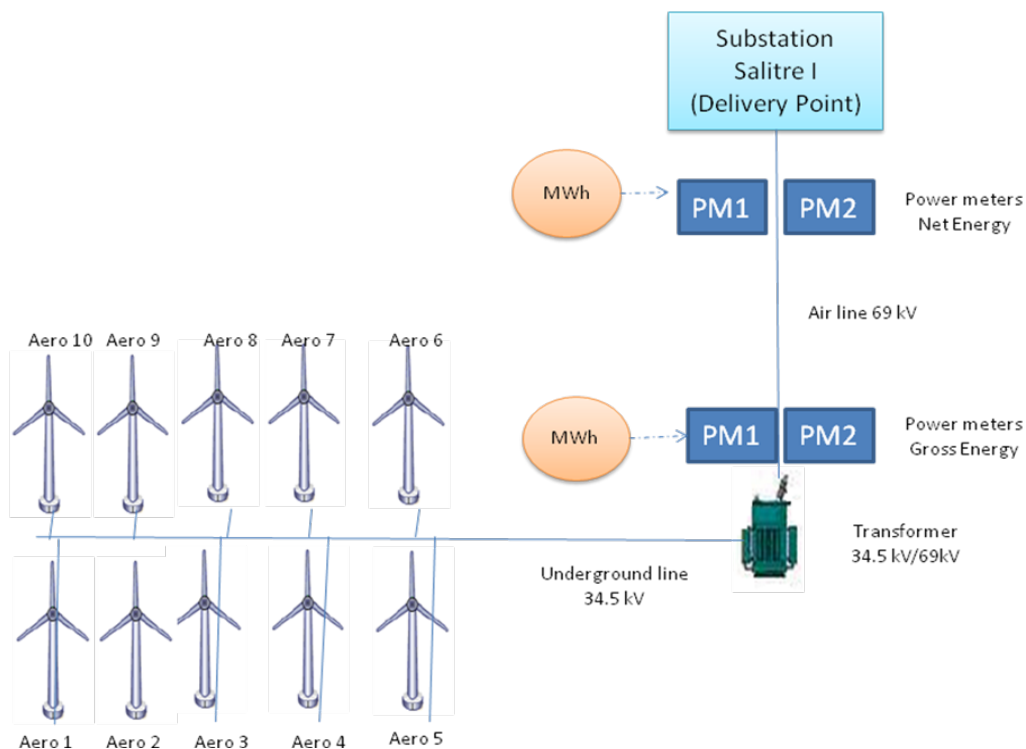 Substation
Salitre I
(Delivery Point)
MWh
PM1
PM2
Power meters
Net Energy
Air line 69 kV
Aero 10
Aero 9
Aero 8
Aero 7
Aero 6
MWh
PM1
PM2
Power meters
Gross Energy
Transformer
34.5 kV/69kV
Underground line
34.5 kV
Aero 1
Aero 2
Aero 3
Aero 4
Aero 5